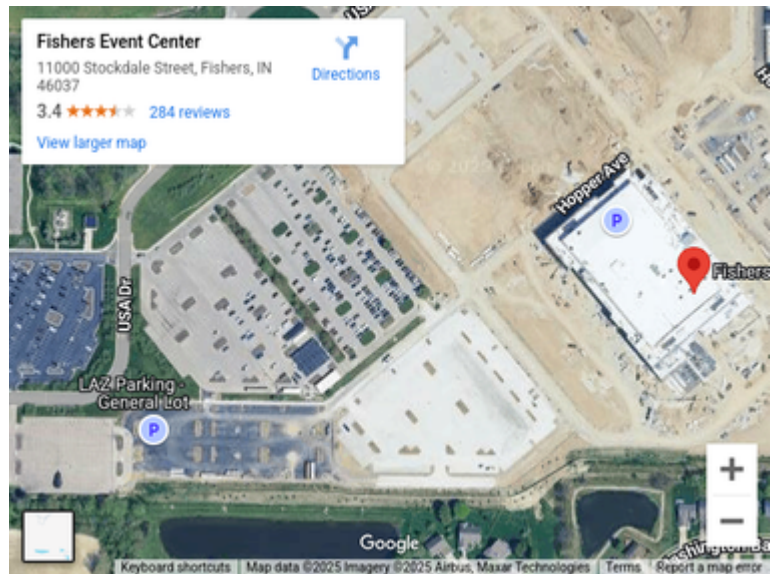 Fishers Event Center
11000 Stockdale Street, Fishers, IN
46037
Directions
3.4
284 reviews
View larger map
Hopper Ave
P
Fishers
USA Dr
LAZ Parking -
General Lot
P
+
−
Google
Keyboard shortcuts
Map data ©2025 Imagery ©2025 Airbus, Maxar Technologies
Terms
Report a map error